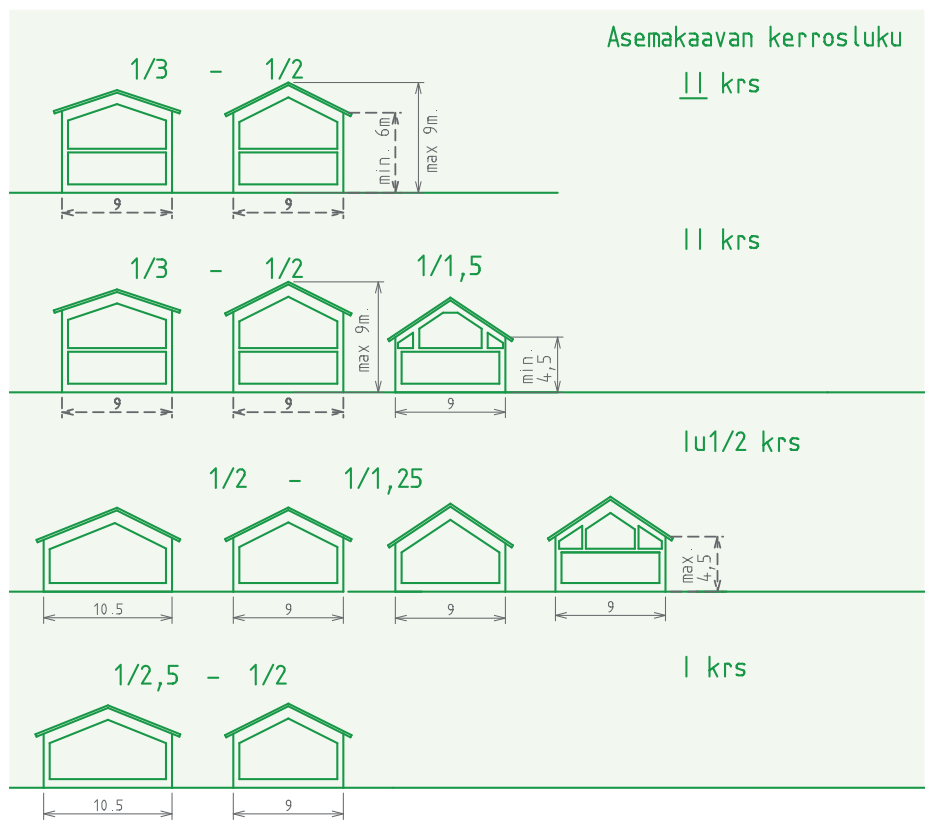 Asemakaavan kerrosluku
1/3 - 1/2
II krs
min. 6m
max 9m.
9
9
II krs
1/3 - 1/2
1/1,5
max 9m.
min. 4,5
9
9
9
Iu1/2 krs
1/2 - 1/1,25
max. 4,5
10.5
9
9
9
I krs
1/2,5 - 1/2
10.5
9